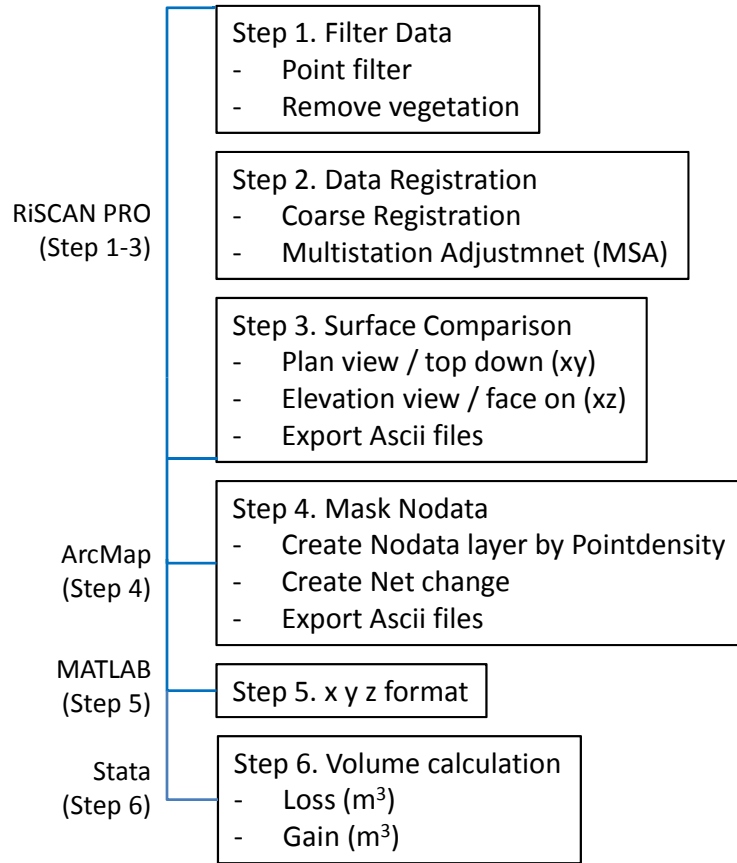 Step 1. Filter Data
- Point filter
- Remove vegetation
RiSCAN PRO
(Step 1-3)
Step 2. Data Registration
- Coarse Registration
- Multistation Adjustmnet (MSA)
Step 3. Surface Comparison
- Plan view / top down (xy)
- Elevation view / face on (xz)
- Export Ascii files
ArcMap
(Step 4)
Step 4. Mask Nodata
- Create Nodata layer by Pointdensity
- Create Net change
- Export Ascii files
MATLAB
(Step 5)
Step 5. x y z format
Stata
(Step 6)
Step 6. Volume calculation
- Loss (m³)
- Gain (m³)